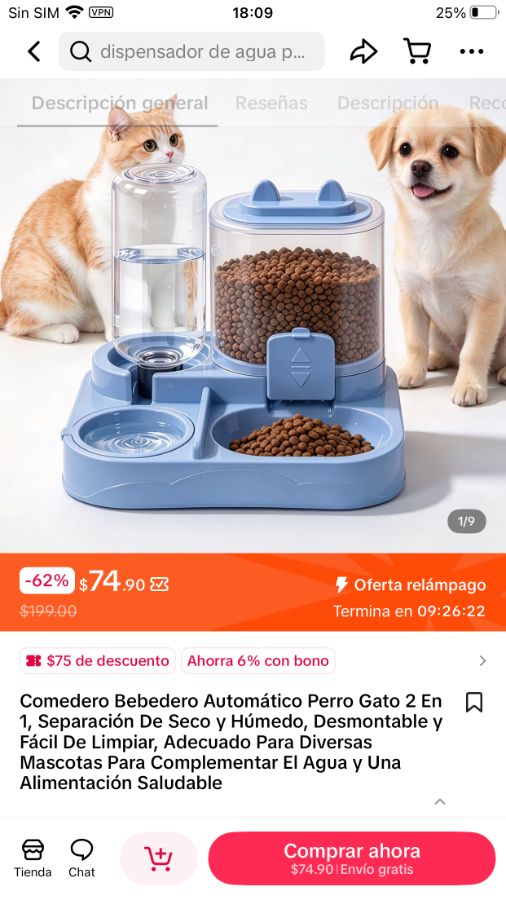 Sin SIM VPN 18:09 25%
dispensador de agua p...
Descripción general Reseñas Descripción Reco
1/9
-62% $74.90 Oferta relámpago
$199.00 Termina en 09:26:22
$75 de descuento Ahorra 6% con bono
Comedero Bebedero Automático Perro Gato 2 En
1, Separación De Seco y Húmedo, Desmontable y
Fácil De Limpiar, Adecuado Para Diversas
Mascotas Para Complementar El Agua y Una
Alimentación Saludable
Tienda Chat Comprar ahora
$74.90 | Envío gratis